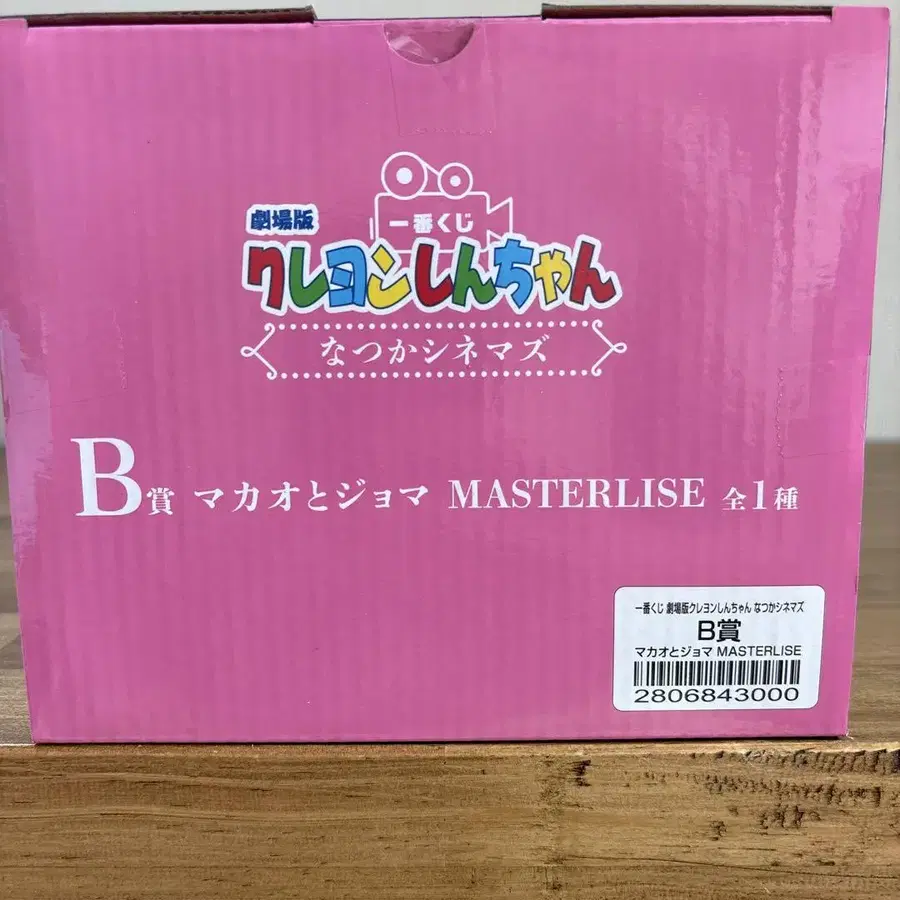 劇場版
一番くじ
クレヨンしんちゃん
なつかシネマズ
B賞 マカオとジョマ MASTERLISE 全1種
一番くじ 劇場版クレヨンしんちゃん なつかシネマズ
B賞
マカオとジョマ MASTERLISE
2806843000